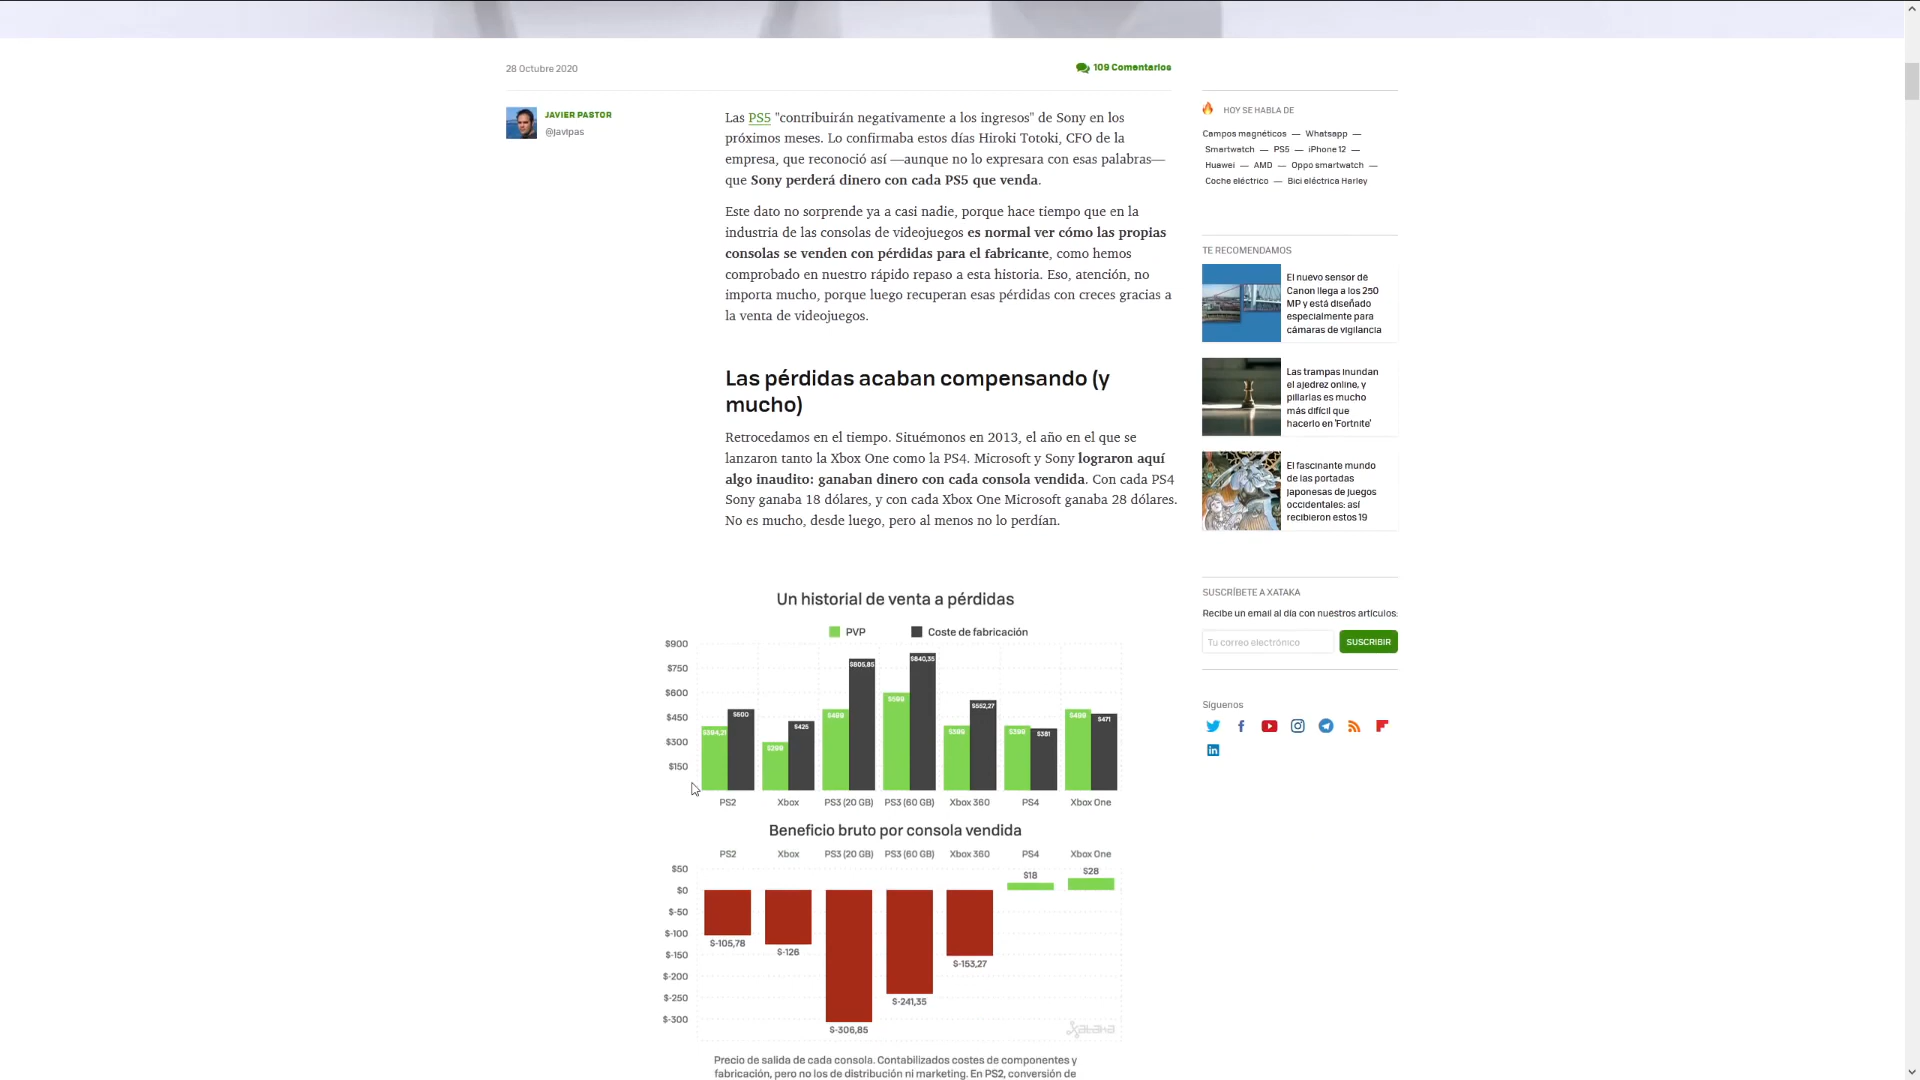 28 Octubre 2020
109 Comentarios
JAVIER PASTOR
@javipas
Las PS5 "contribuirán negativamente a los ingresos" de Sony en los
próximos meses. Lo confirmaba estos días Hiroki Totoki, CFO de la
empresa, que reconoció así —aunque no lo expresara con esas palabras—
que Sony perderá dinero con cada PS5 que venda.
Este dato no sorprende ya a casi nadie, porque hace tiempo que en la
industria de las consolas de videojuegos es normal ver cómo las propias
consolas se venden con pérdidas para el fabricante, como hemos
comprobado en nuestro rápido repaso a esta historia. Eso, atención, no
importa mucho, porque luego recuperan esas pérdidas con creces gracias a
la venta de videojuegos.
Las pérdidas acaban compensando (y
mucho)
Retrocedamos en el tiempo. Situémonos en 2013, el año en el que se
lanzaron tanto la Xbox One como la PS4. Microsoft y Sony lograron aquí
algo inaudito: ganaban dinero con cada consola vendida. Con cada PS4
Sony ganaba 18 dólares, y con cada Xbox One Microsoft ganaba 28 dólares.
No es mucho, desde luego, pero al menos no lo perdían.
Un historial de venta a pérdidas
PVP
Coste de fabricación
$900
$750
$600
$450
$300
$150
$394,21
$500
$299
$425
$499
$805,85
$599
$840,35
$399
$552,27
$399
$381
$499
$471
PS2
Xbox
PS3 (20 GB)
PS3 (60 GB)
Xbox 360
PS4
Xbox One
Beneficio bruto por consola vendida
PS2
Xbox
PS3 (20 GB)
PS3 (60 GB)
Xbox 360
PS4
Xbox One
$50
$0
$-50
$-100
$-150
$-200
$-250
$-300
$-105,78
$-126
$-306,85
$-241,35
$-153,27
$18
$28
xataka
Precio de salida de cada consola. Contabilizados costes de componentes y
fabricación, pero no los de distribución ni marketing. En PS2, conversión de
HOY SE HABLA DE
Campos magnéticos — Whatsapp —
Smartwatch — PS5 — iPhone 12 —
Huawei — AMD — Oppo smartwatch —
Coche eléctrico — Bici eléctrica Harley
TE RECOMENDAMOS
El nuevo sensor de
Canon llega a los 250
MP y está diseñado
especialmente para
cámaras de vigilancia
Las trampas inundan
el ajedrez online, y
pillarlas es mucho
más difícil que
hacerlo en 'Fortnite'
El fascinante mundo
de las portadas
japonesas de juegos
occidentales: así
recibieron estos 19
SUSCRÍBETE A XATAKA
Recibe un email al día con nuestros artículos:
Tu correo electrónico
SUSCRIBIR
Síguenos